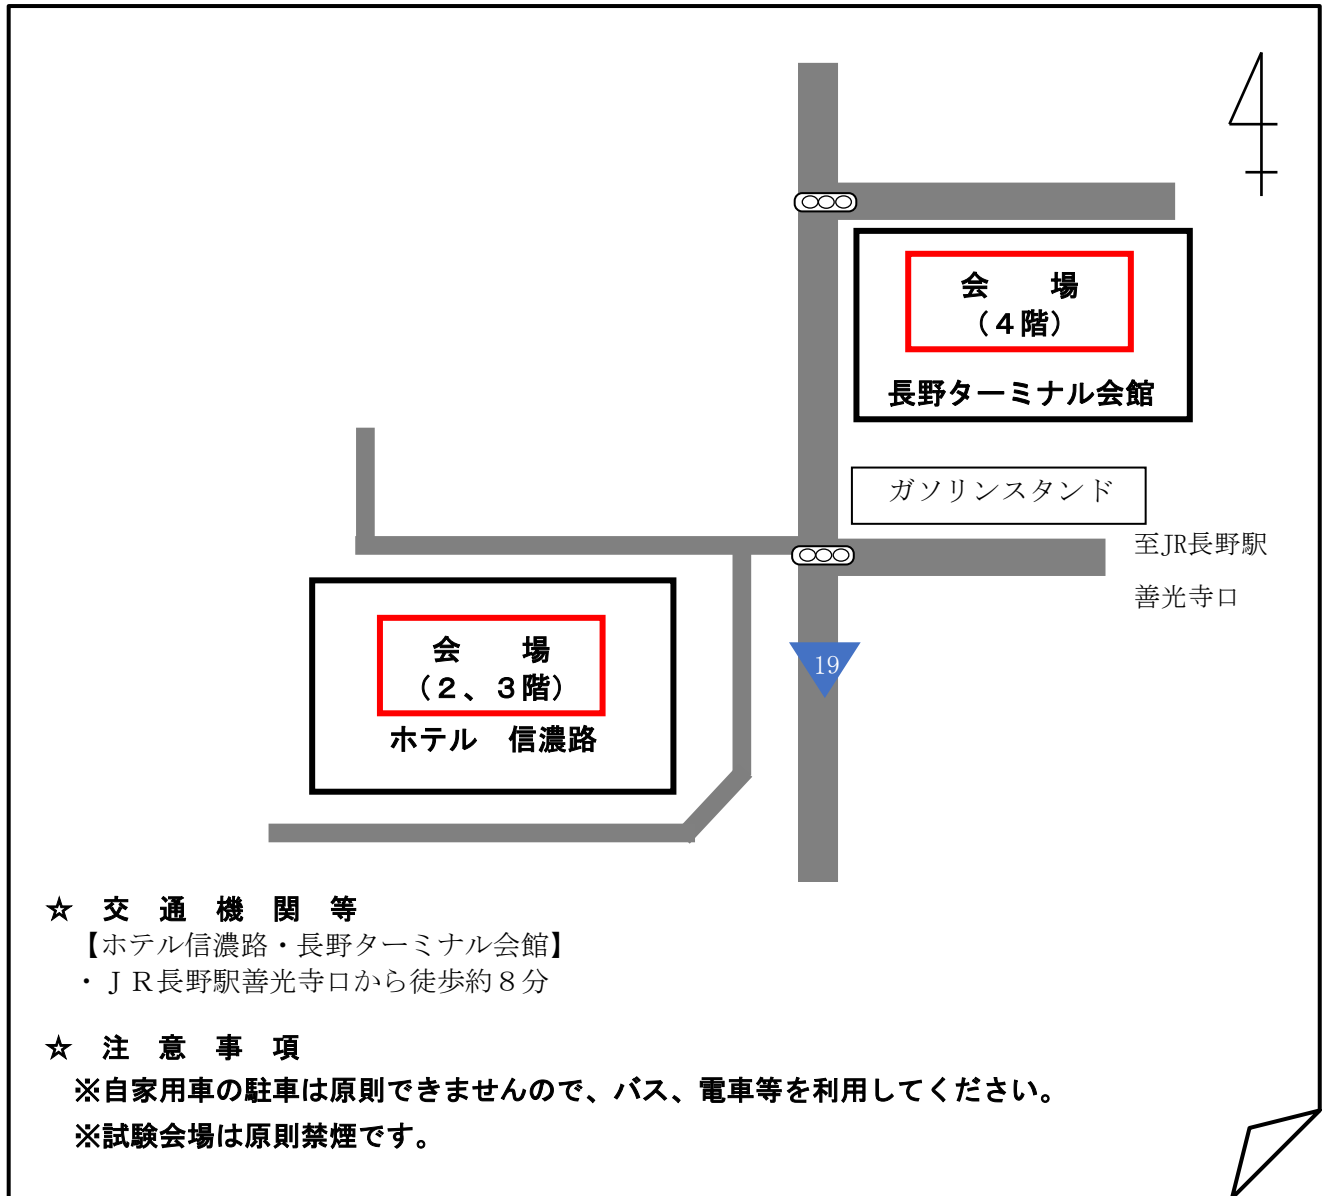 会　　場
（４階）
長野ターミナル会館
ガソリンスタンド
至JR長野駅
善光寺口
19
会　　場
（２、３階）
ホテル　信濃路
☆　交　通　機　関　等
【ホテル信濃路・長野ターミナル会館】
・ＪＲ長野駅善光寺口から徒歩約８分
☆　注　意　事　項
※自家用車の駐車は原則できませんので、バス、電車等を利用してください。
※試験会場は原則禁煙です。